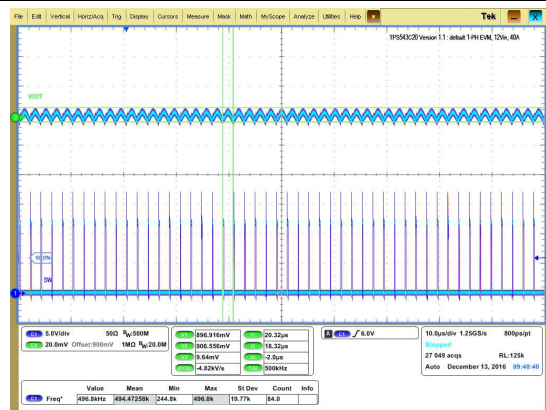 File Edit Vertical Horiz/Acq Trig Display Cursors Measure Mask Math MyScope Analyze Utilities Help Tek X
TPS543C20 Version 1.1 : default 1-PH EVM, 12Vin, 40A
VOUT
SW
C1 5.0V/div 50Ω BW:500M
20.0mV Offset:900mV 1MΩ BW:20.0M
896.916mV
906.556mV
9.64mV
-4.82kV/s
20.32µs
18.32µs
-2.0µs
500kHz
A C1 6.0V
10.0µs/div 1.25GS/s 800ps/pt
Stopped
27 049 acqs RL:125k
Auto December 13, 2016 09:40:40
Value Mean Min Max St Dev Count Info
C1 Freq* 496.8kHz 494.47258k 244.8k 496.8k 19.77k 84.0